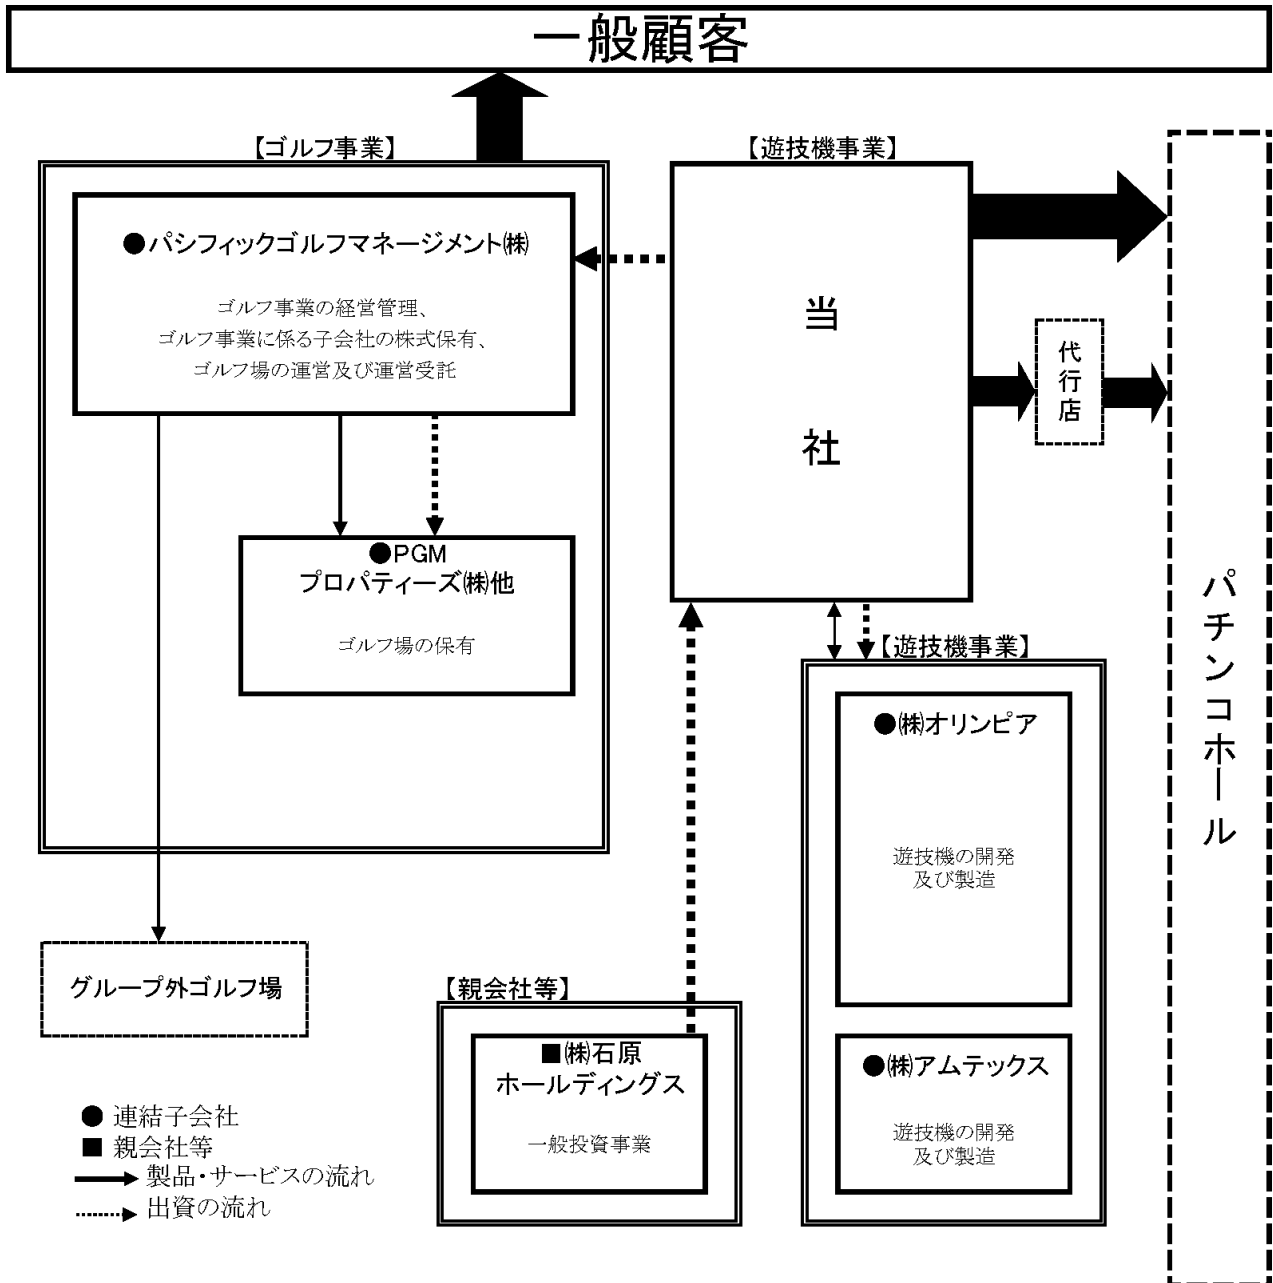 一般顧客
【ゴルフ事業】
●パシフィックゴルフマネージメント㈱
ゴルフ事業の経営管理、
ゴルフ事業に係る子会社の株式保有、
ゴルフ場の運営及び運営受託
●PGM
プロパティーズ㈱他
ゴルフ場の保有
グループ外ゴルフ場
【遊技機事業】
当社
代行店
パチンコホール
【遊技機事業】
●㈱オリンピア
遊技機の開発
及び製造
●㈱アムテックス
遊技機の開発
及び製造
【親会社等】
■㈱石原
ホールディングス
一般投資事業
● 連結子会社
■ 親会社等
製品・サービスの流れ
出資の流れ